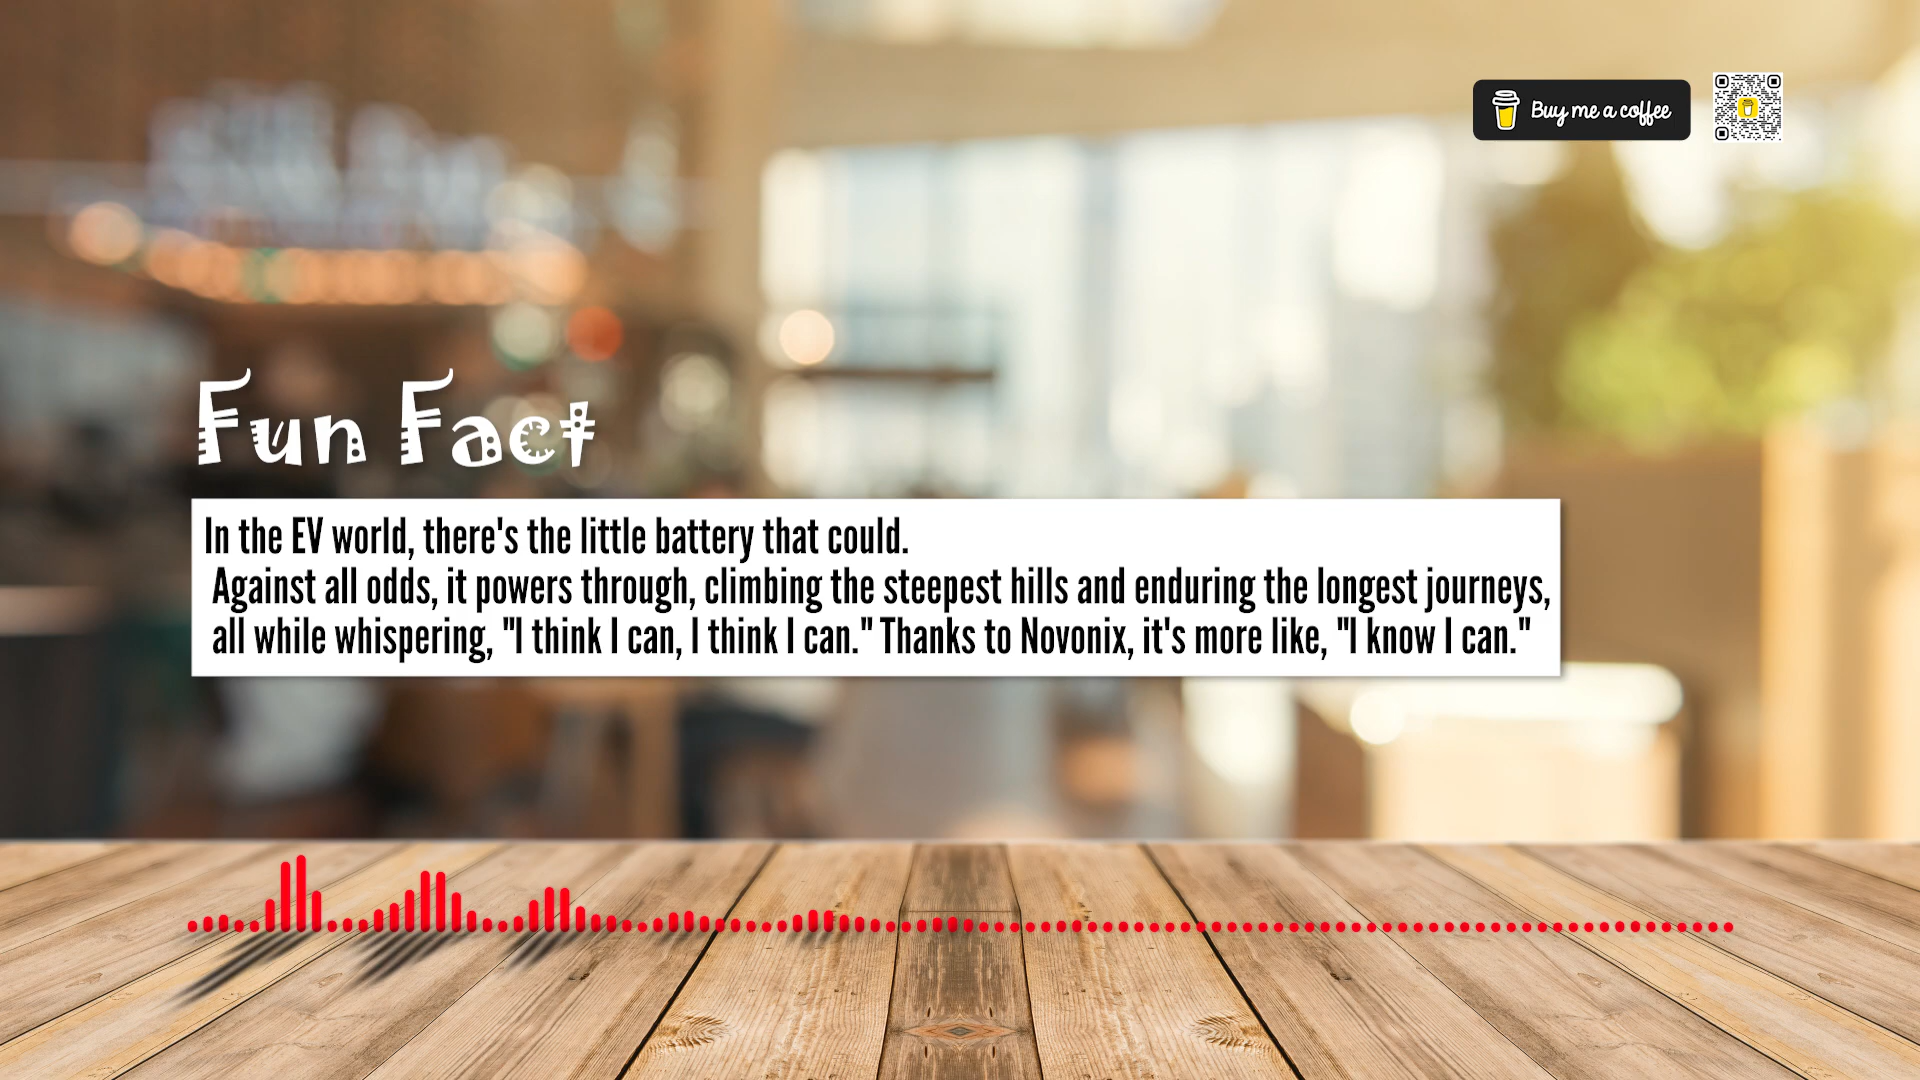 Buy me a coffee
Fun Fact
In the EV world, there's the little battery that could.
Against all odds, it powers through, climbing the steepest hills and enduring the longest journeys,
all while whispering, "I think I can, I think I can." Thanks to Novonix, it's more like, "I know I can."